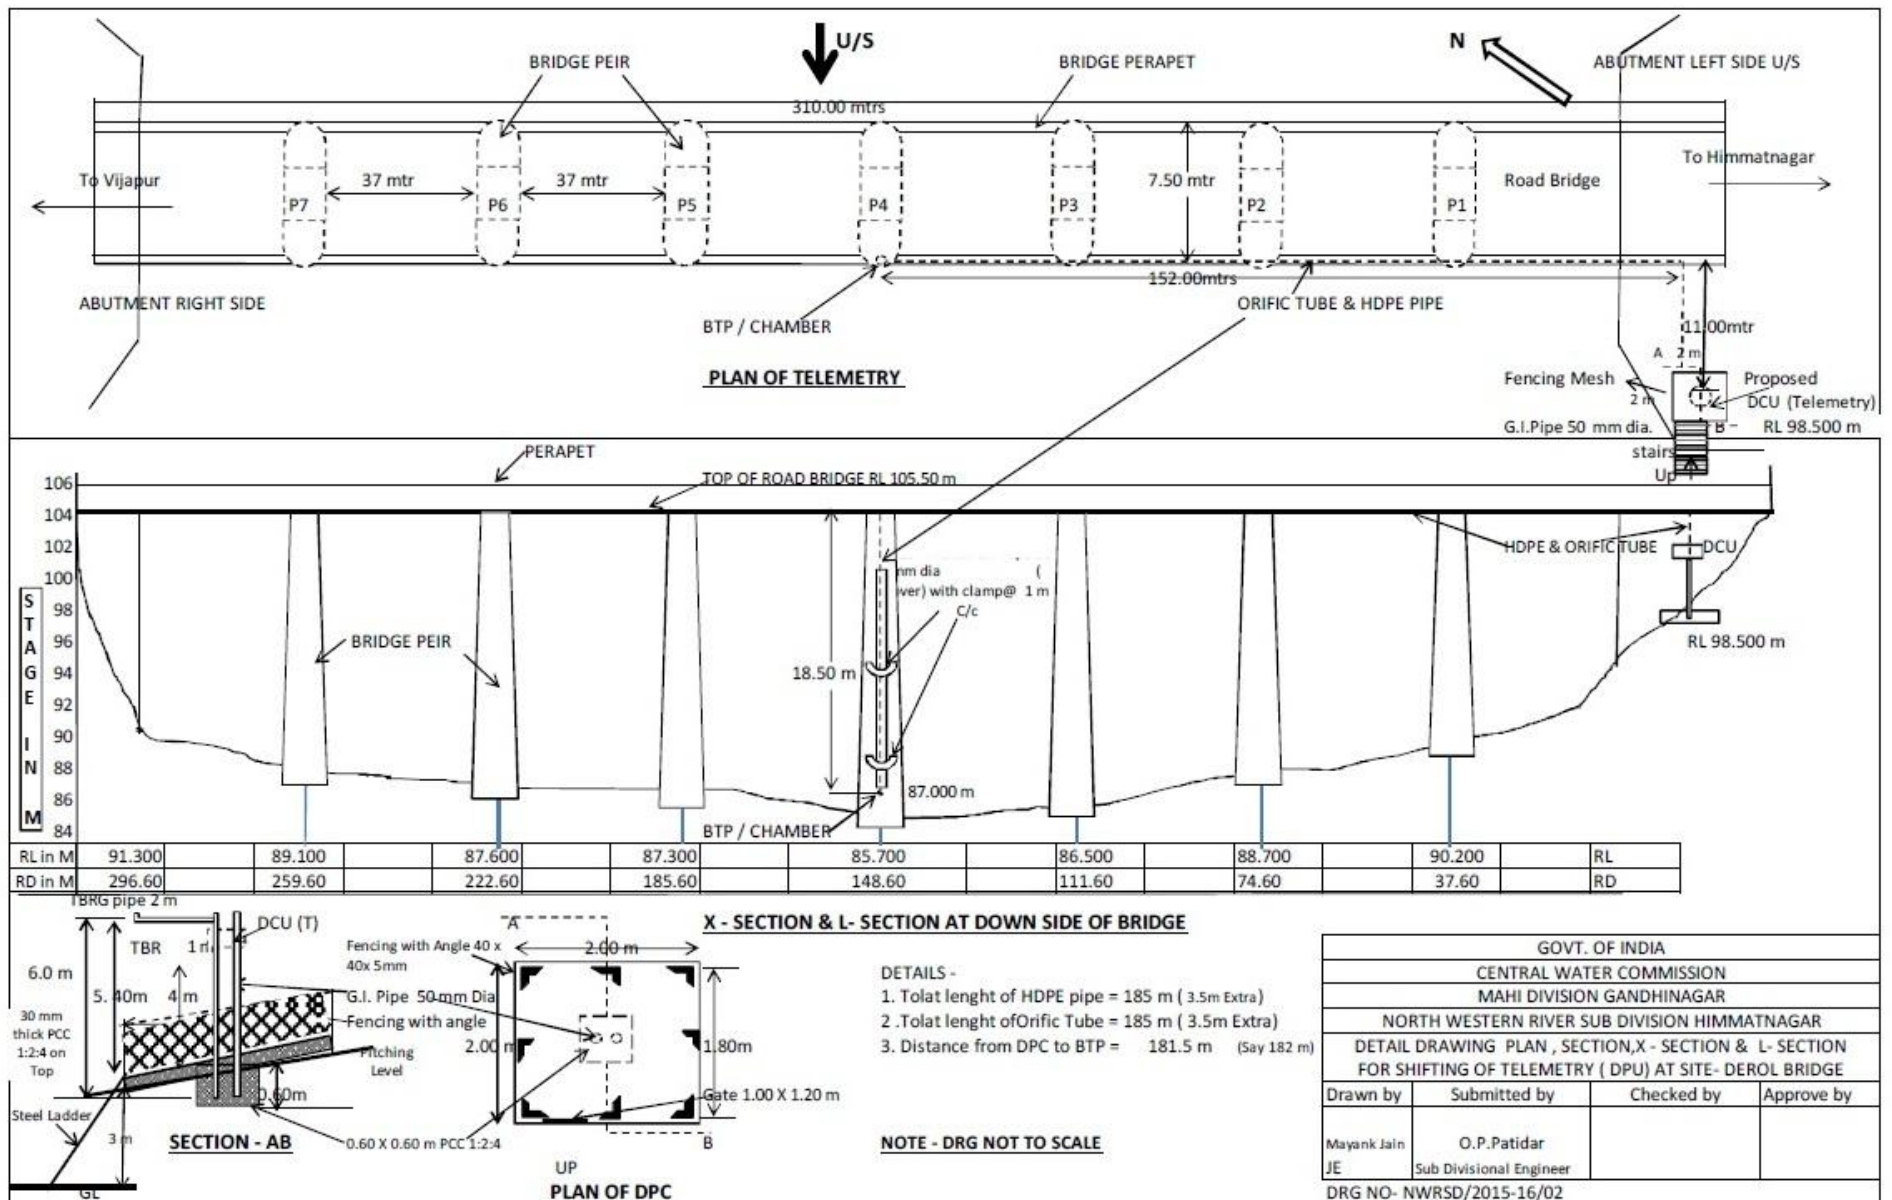 U/S
N
BRIDGE PEIR
BRIDGE PERAPET
ABUTMENT LEFT SIDE U/S
310.00 mtrs
To Vijapur
37 mtr
37 mtr
7.50 mtr
Road Bridge
To Himmatnagar
P7
P6
P5
P4
P3
P2
P1
152.00mtrs
ABUTMENT RIGHT SIDE
BTP / CHAMBER
ORIFIC TUBE & HDPE PIPE
11.00mtr
A 2 m
PLAN OF TELEMETRY
Fencing Mesh
2 m
Proposed
DCU (Telemetry)
G.I.Pipe 50 mm dia.
B
RL 98.500 m
stairs
Up
PERAPET
TOP OF ROAD BRIDGE RL 105.50 m
106
104
102
100
98
96
94
92
90
88
86
84
STAGE IN M
HDPE & ORIFIC TUBE
DCU
RL 98.500 m
mm dia (
ver) with clamp@ 1 m
C/c
BRIDGE PEIR
18.50 m
87.000 m
BTP / CHAMBER
RL in M 91.300 89.100 87.600 87.300 85.700 86.500 88.700 90.200 RL
RD in M 296.60 259.60 222.60 185.60 148.60 111.60 74.60 37.60 RD
TBRG pipe 2 m
DCU (T)
TBR
6.0 m
5. 40m
4 m
30 mm
thick PCC
1:2:4 on
Top
G.I. Pipe 50mm Dia
Fencing with angle
Pitching
Level
0.60m
Steel Ladder
3 m
GL
SECTION - AB
A
Fencing with Angle 40 x
40x 5mm
2.00 m
2.00 m
1.80m
Gate 1.00 X 1.20 m
0.60 X 0.60 m PCC 1:2:4
B
UP
PLAN OF DPC
X - SECTION & L- SECTION AT DOWN SIDE OF BRIDGE
DETAILS -
1. Tolat lenght of HDPE pipe = 185 m ( 3.5m Extra)
2 .Tolat lenght ofOrific Tube = 185 m ( 3.5m Extra)
3. Distance from DPC to BTP = 181.5 m (Say 182 m)
NOTE - DRG NOT TO SCALE
GOVT. OF INDIA
CENTRAL WATER COMMISSION
MAHI DIVISION GANDHINAGAR
NORTH WESTERN RIVER SUB DIVISION HIMMATNAGAR
DETAIL DRAWING PLAN , SECTION,X - SECTION & L- SECTION
FOR SHIFTING OF TELEMETRY ( DPU) AT SITE- DEROL BRIDGE
Drawn by Submitted by Checked by Approve by
Mayank Jain O.P.Patidar
JE Sub Divisional Engineer
DRG NO- NWRSD/2015-16/02